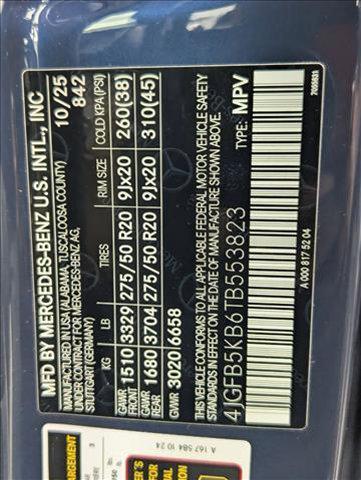 MFD BY MERCEDES-BENZ U.S. INTL., INC
10/25
842
MANUFACTURED IN USA (ALABAMA, TUSCALOOSA COUNTY)
UNDER CONTRACT FOR MERCEDES-BENZ AG,
STUTTGART (GERMANY)
KG LB TIRES RIM SIZE COLD KPA (PSI)
GAWR FRONT 1510 3329 275/50 R20 9Jx20 260(38)
GAWR REAR 1680 3704 275/50 R20 9Jx20 310(45)
GVWR 3020 6658
THIS VEHICLE CONFORMS TO ALL APPLICABLE FEDERAL MOTOR VEHICLE SAFETY
STANDARDS IN EFFECT ON THE DATE OF MANUFACTURE SHOWN ABOVE.
4JGFB5KB6TB553823
TYPE: MPV
A 000 817 52 04
7055631
A 167 584 10 24